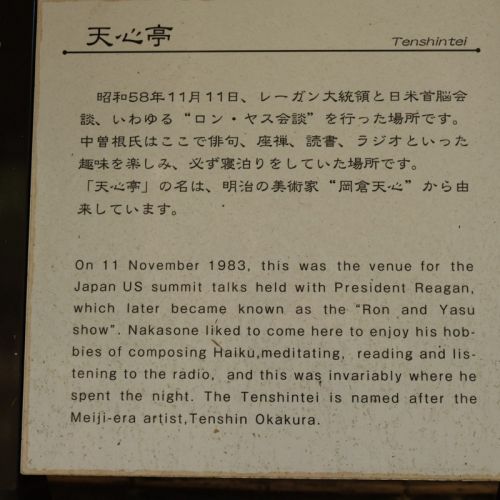 天心亭
Tenshintei
昭和58年11月11日、レーガン大統領と日米首脳会
談、いわゆる“ロン・ヤス会談”を行った場所です。
中曽根氏はここで俳句、座禅、読書、ラジオといった
趣味を楽しみ、必ず寝泊りをしていた場所です。
「天心亭」の名は、明治の美術家“岡倉天心”から由
来しています。
On 11 November 1983, this was the venue for the
Japan US summit talks held with President Reagan,
which later became known as the “Ron and Yasu
show”. Nakasone liked to come here to enjoy his hob-
bies of composing Haiku,meditating, reading and lis-
tening to the radio, and this was invariably where he
spent the night. The Tenshintei is named after the
Meiji-era artist,Tenshin Okakura.